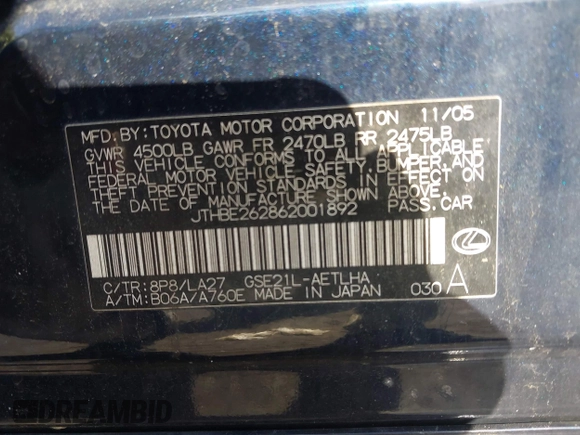 MFD. BY: TOYOTA MOTOR CORPORATION 11/05
GVWR 4500LB GAWR FR 2470LB RR 2475LB
THIS VEHICLE CONFORMS TO ALL APPLICABLE
FEDERAL MOTOR VEHICLE SAFETY, BUMPER, AND
THEFT PREVENTION STANDARDS IN EFFECT ON
THE DATE OF MANUFACTURE SHOWN ABOVE.
JTHBE262862001892 PASS.CAR
C/TR: 8P8/LA27 GSE21L-AETLHA
A/TM: B06A/A760E MADE IN JAPAN 030 A
DREAMBID